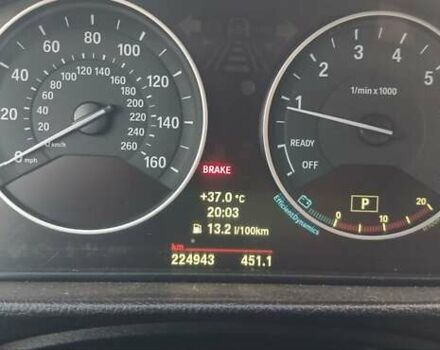 20 40 60 80 100 120 140 160
0 mph
20 40 60 80 100 120 140 160 180 200 220 240 260
0 km/h
1 2 3 4 5
1/min x 1000
READY
OFF
BRAKE
P
+37.0 °C
20:03
13.2 l/100km
EfficientDynamics
0 10 20
km
224943 451.1